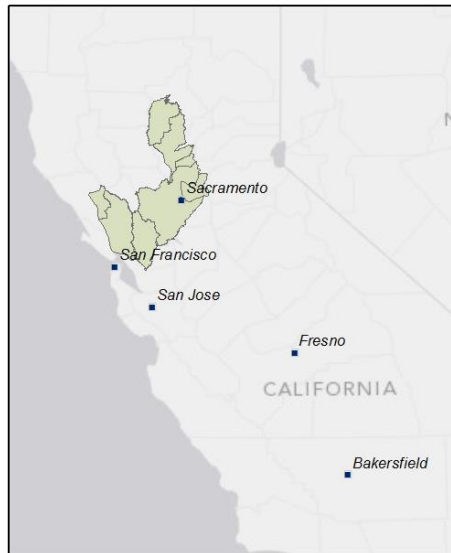 N
Sacramento
San Francisco
San Jose
Fresno
CALIFORNIA
Bakersfield